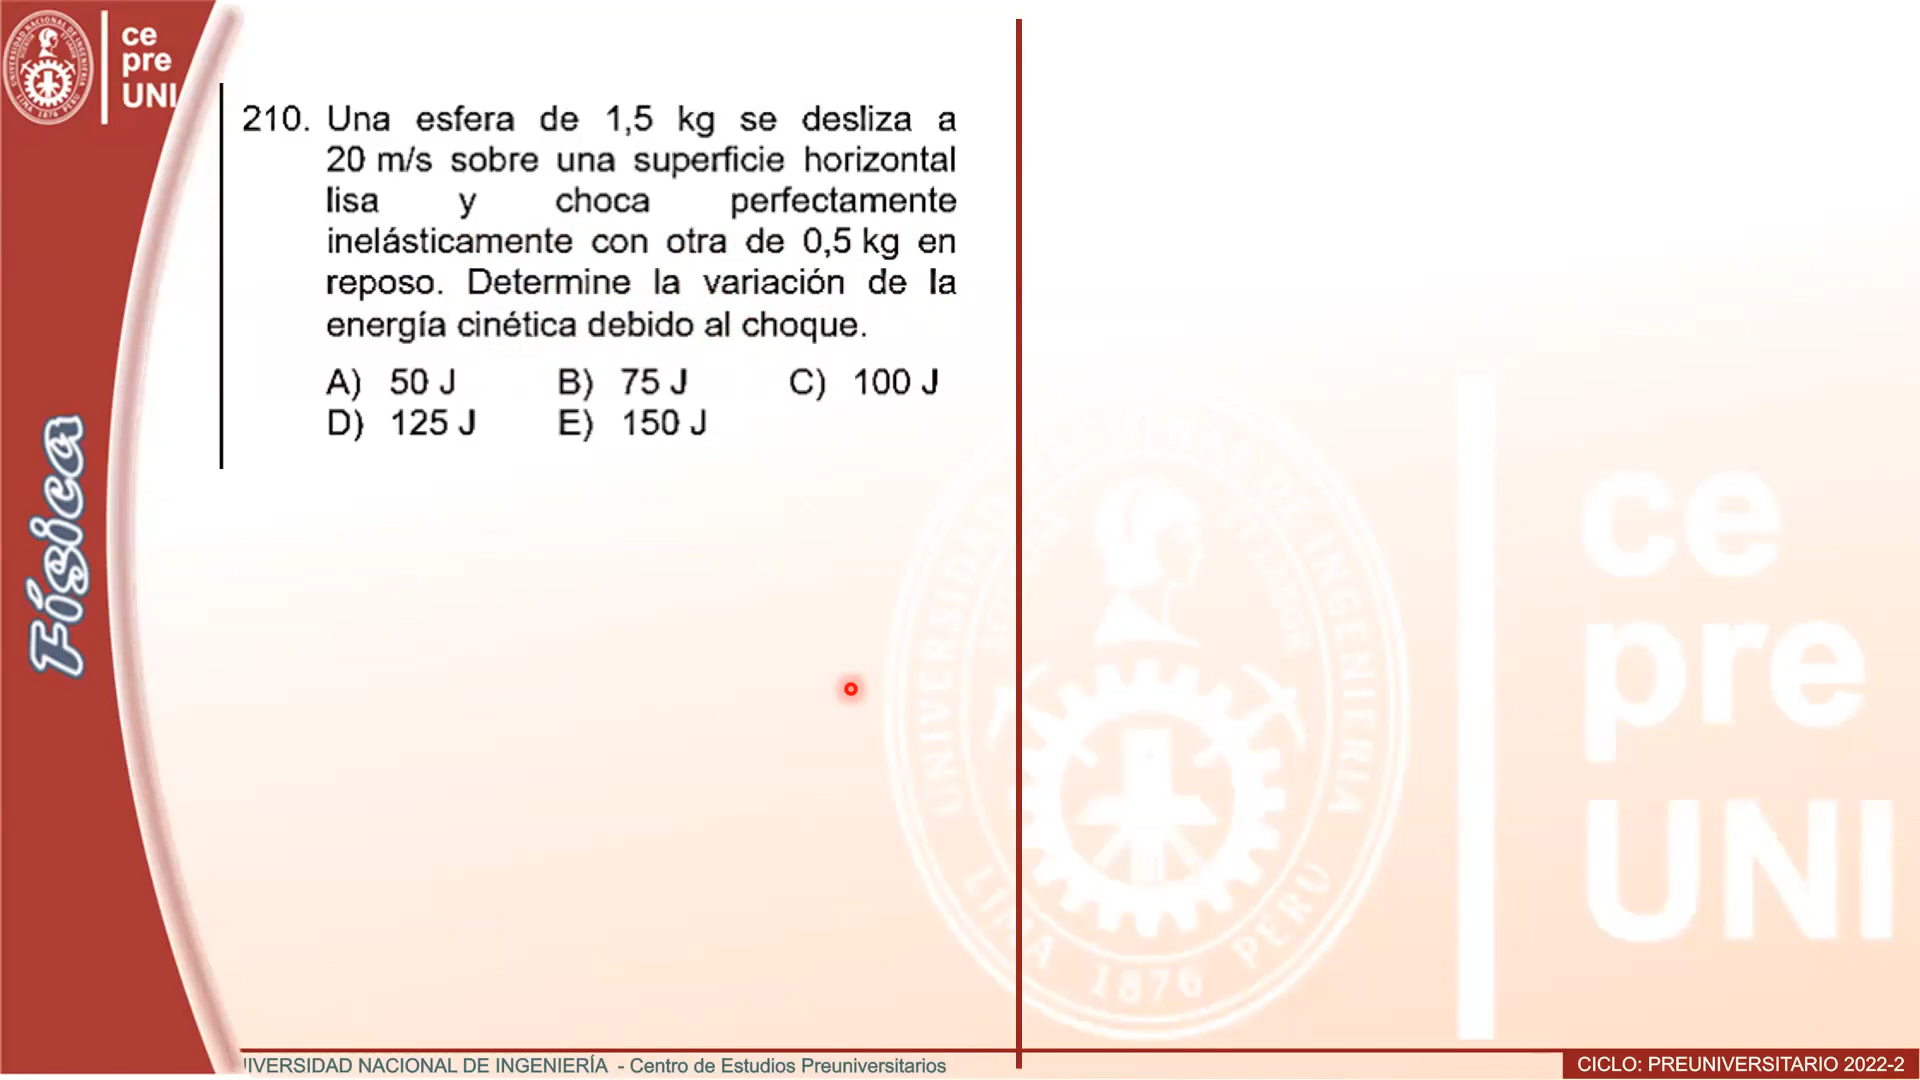 ce
pre
UNI
210. Una esfera de 1,5 kg se desliza a
20 m/s sobre una superficie horizontal
lisa y choca perfectamente
inelásticamente con otra de 0,5 kg en
reposo. Determine la variación de la
energía cinética debido al choque.
A) 50 J B) 75 J C) 100 J
D) 125 J E) 150 J
Física
ce
pre
UNI
LIMA 1876 PERU
IVERSIDAD NACIONAL DE INGENIERÍA - Centro de Estudios Preuniversitarios
CICLO: PREUNIVERSITARIO 2022-2